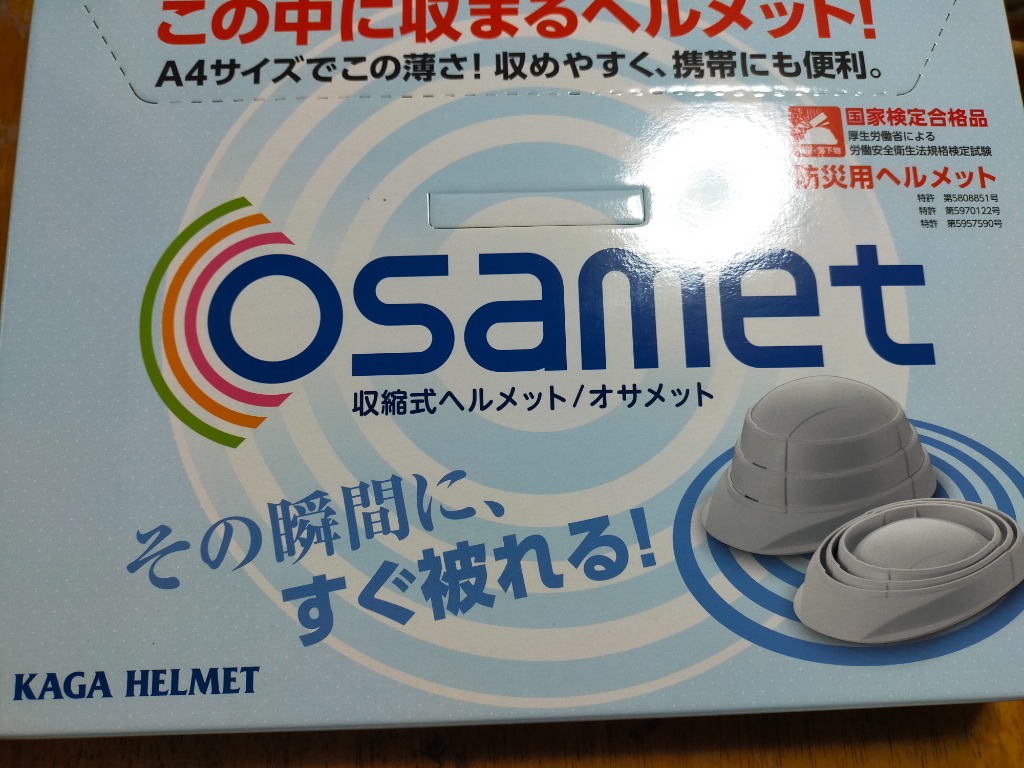 この中に収まるヘルメット!
A4サイズでこの薄さ! 収めやすく、携帯にも便利。
国家検定合格品
厚生労働省による
労働安全衛生法規格検定試験
防災用ヘルメット
特許 第5808851号
特許 第5970122号
特許 第5957590号
osamet
収縮式ヘルメット/オサメット
その瞬間に、
すぐ被れる!
KAGA HELMET